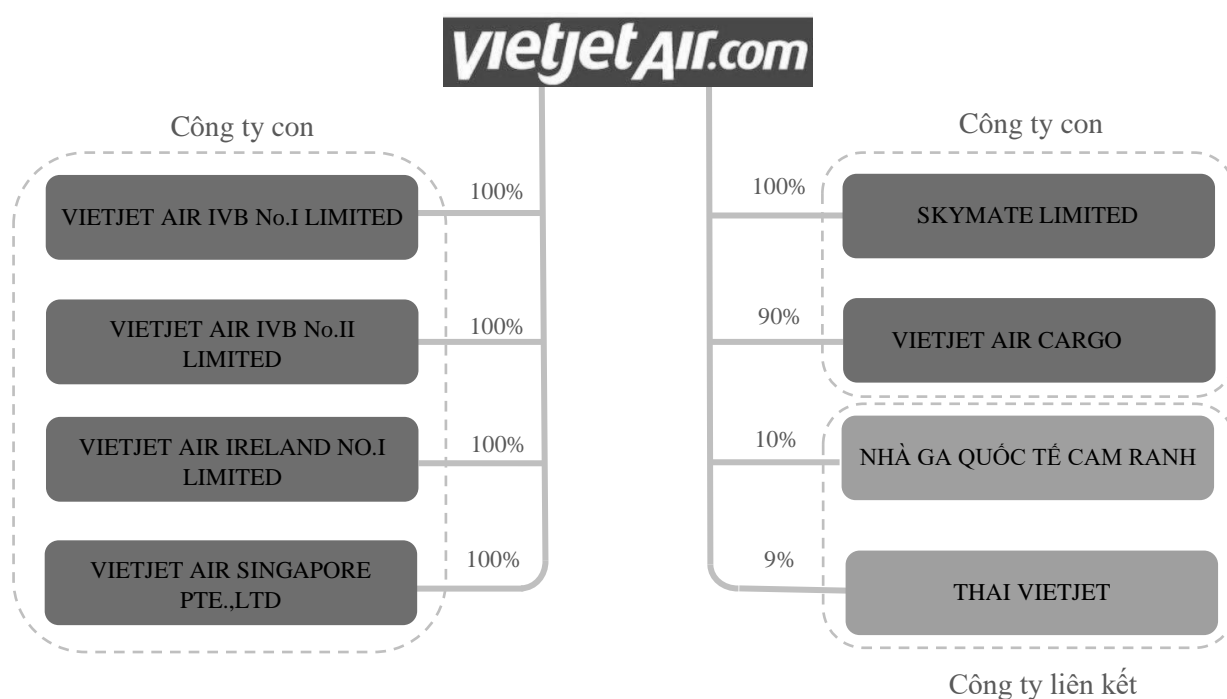 vietjetAir.com
Công ty con
100%
VIETJET AIR IVB No.I LIMITED
100%
VIETJET AIR IVB No.II
LIMITED
100%
VIETJET AIR IRELAND NO.I
LIMITED
100%
VIETJET AIR SINGAPORE
PTE.,LTD
Công ty con
100%
SKYMATE LIMITED
90%
VIETJET AIR CARGO
10%
NHÀ GA QUỐC TẾ CAM RANH
9%
THAI VIETJET
Công ty liên kết